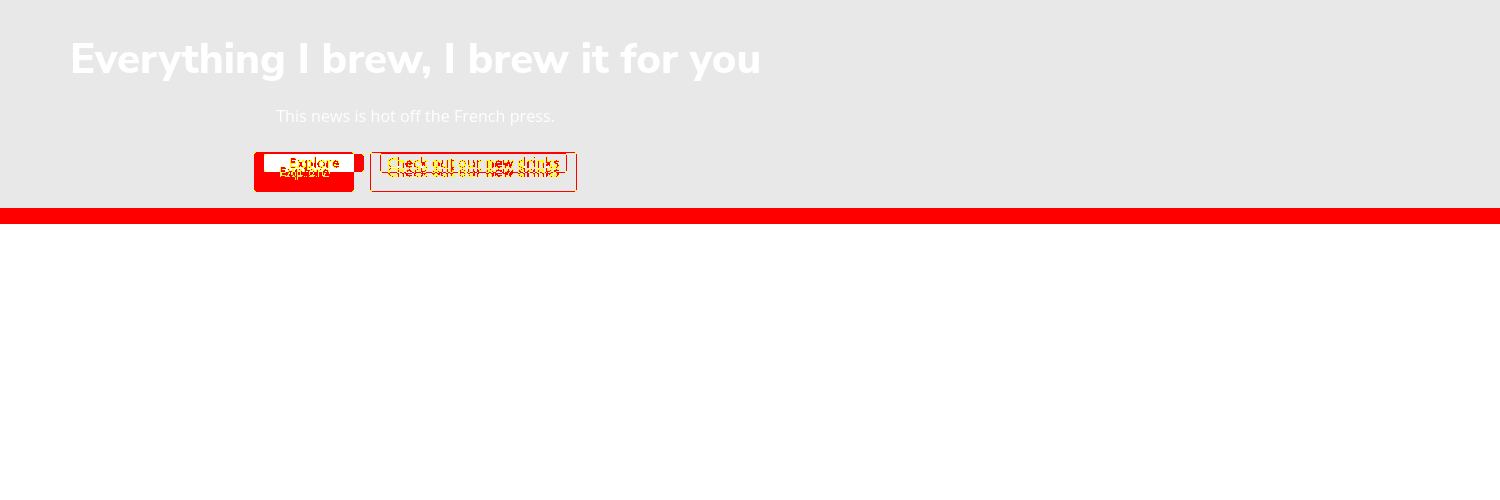 Everything I brew, I brew it for you
This news is hot off the French press.
Explore Check out our new drinks
Explore Check out our new drinks